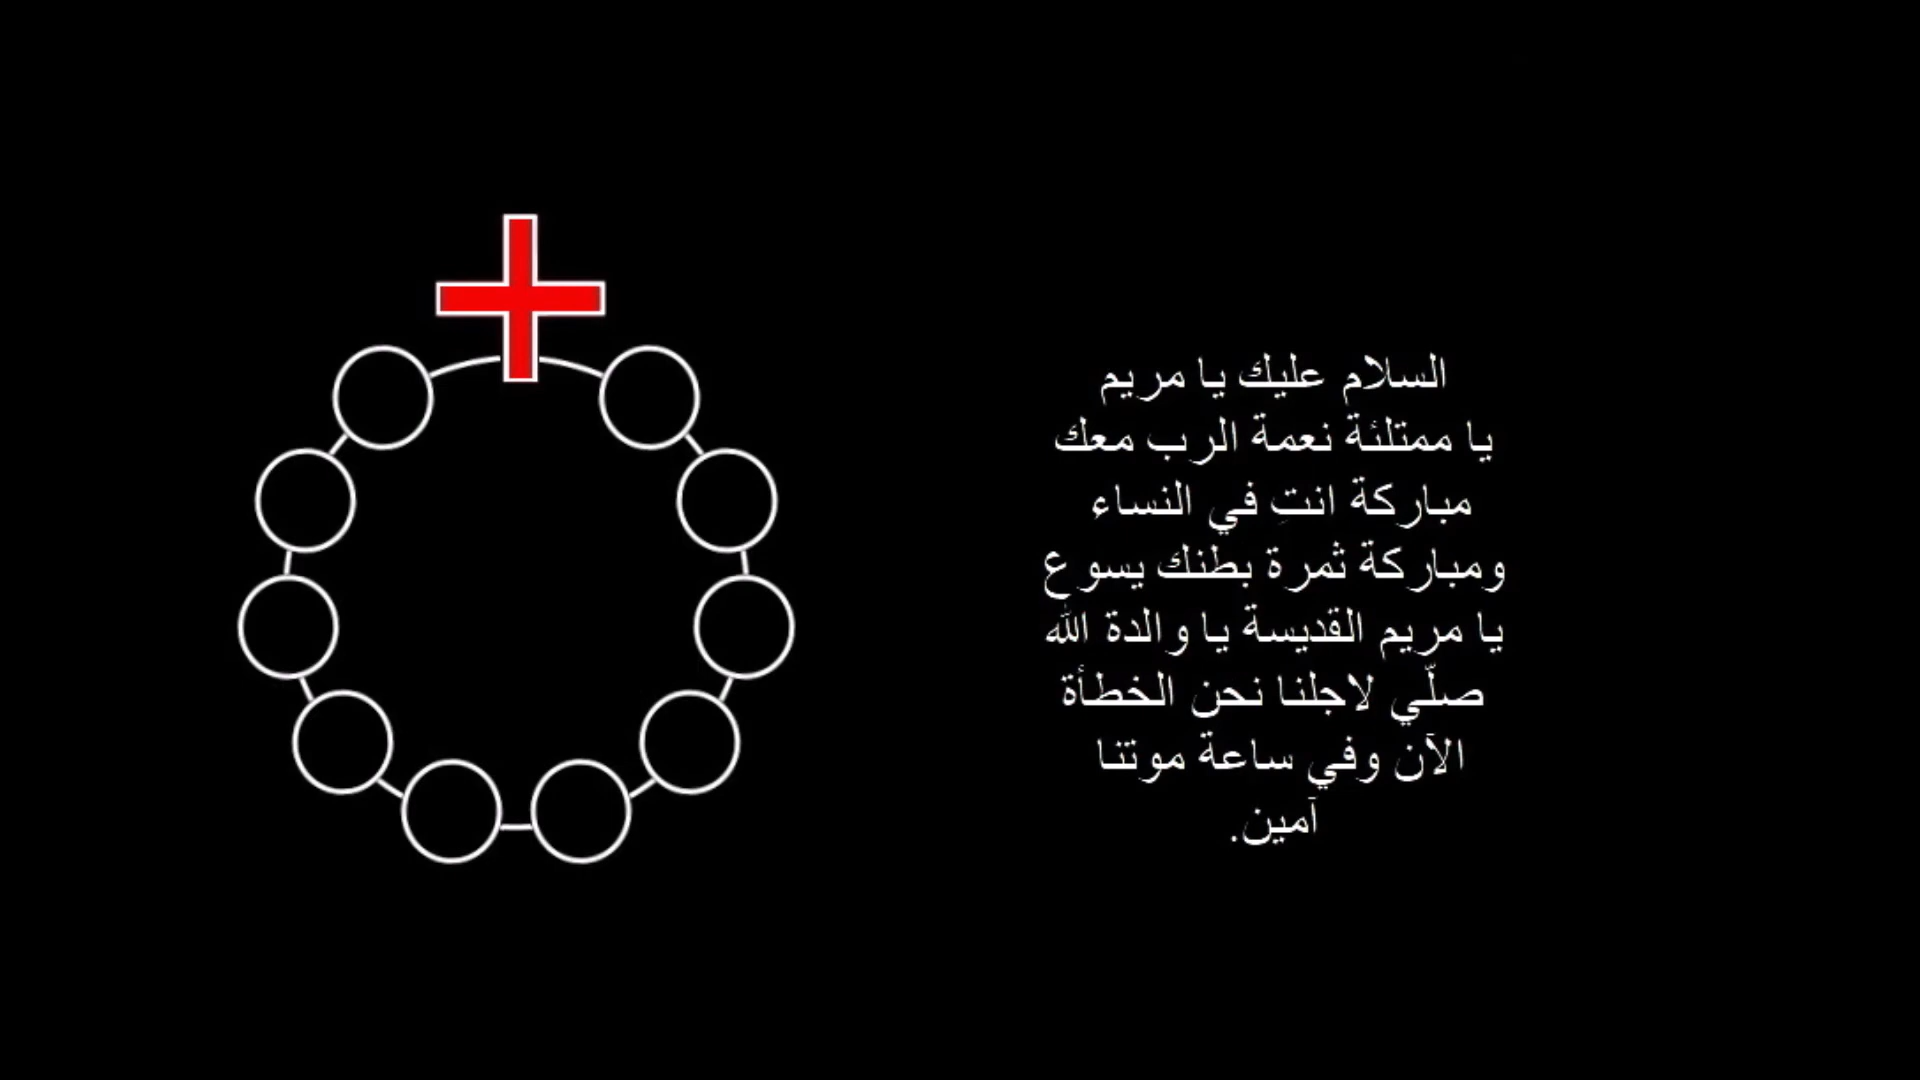 السلام عليك يا مريم
يا ممتلئة نعمة الرب معك
مباركة انتِ في النساء
ومباركة ثمرة بطنك يسوع
يا مريم القديسة يا والدة الله
صلّي لاجلنا نحن الخطأة
الآن وفي ساعة موتنا
آمين.